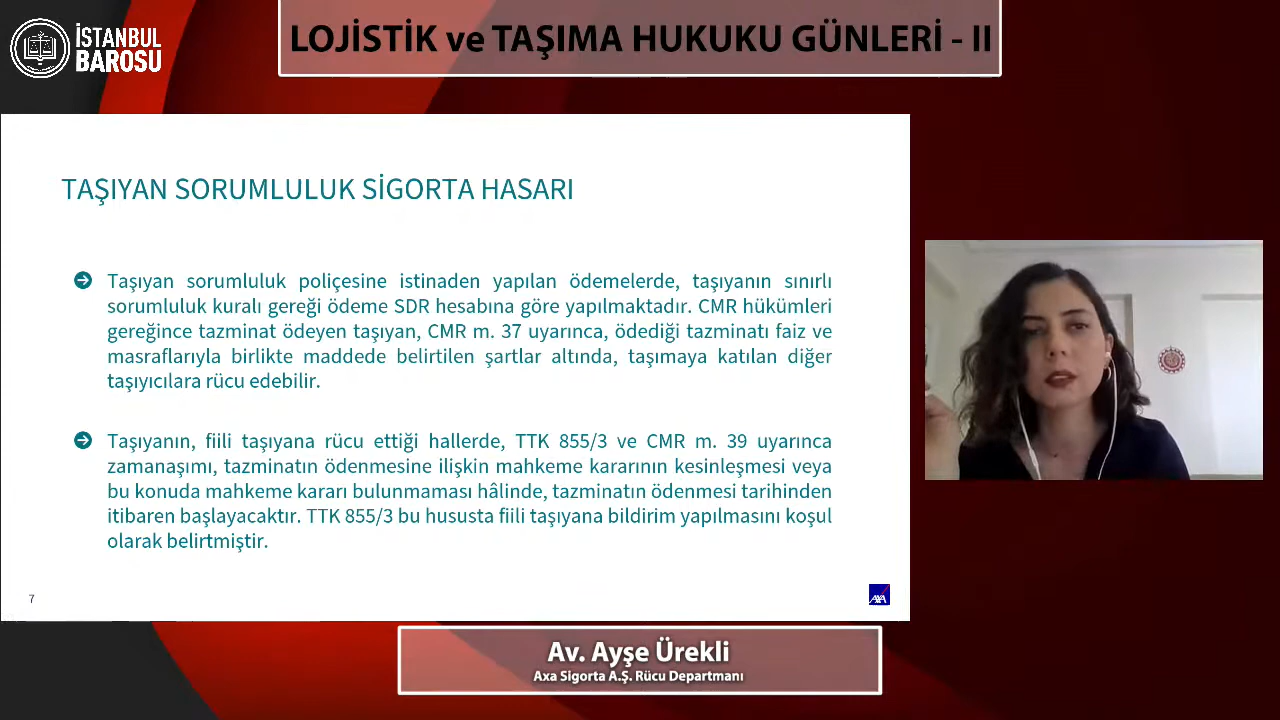 İSTANBUL
BAROSU
LOJİSTİK ve TAŞIMA HUKUKU GÜNLERİ - II
TAŞIYAN SORUMLULUK SİGORTA HASARI
Taşıyan sorumluluk poliçesine istinaden yapılan ödemelerde, taşıyanın sınırlı
sorumluluk kuralı gereği ödeme SDR hesabına göre yapılmaktadır. CMR hükümleri
gereğince tazminat ödeyen taşıyan, CMR m. 37 uyarınca, ödediği tazminatı faiz ve
masraflarıyla birlikte maddede belirtilen şartlar altında, taşımaya katılan diğer
taşıyıcılara rücu edebilir.
Taşıyanın, fiili taşıyana rücu ettiği hallerde, TTK 855/3 ve CMR m. 39 uyarınca
zamanaşımı, tazminatın ödenmesine ilişkin mahkeme kararının kesinleşmesi veya
bu konuda mahkeme kararı bulunmaması hâlinde, tazminatın ödenmesi tarihinden
itibaren başlayacaktır. TTK 855/3 bu hususta fiili taşıyana bildirim yapılmasını koşul
olarak belirtmiştir.
7
AXA
Av. Ayşe Ürekli
Axa Sigorta A.Ş. Rücu Departmanı